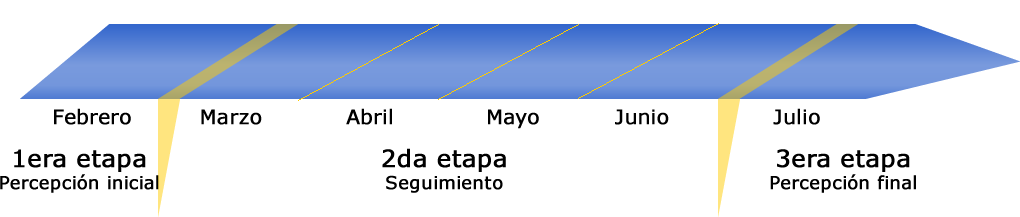 Febrero Marzo Abril Mayo Junio Julio
1era etapa 2da etapa 3era etapa
Percepción inicial Seguimiento Percepción final